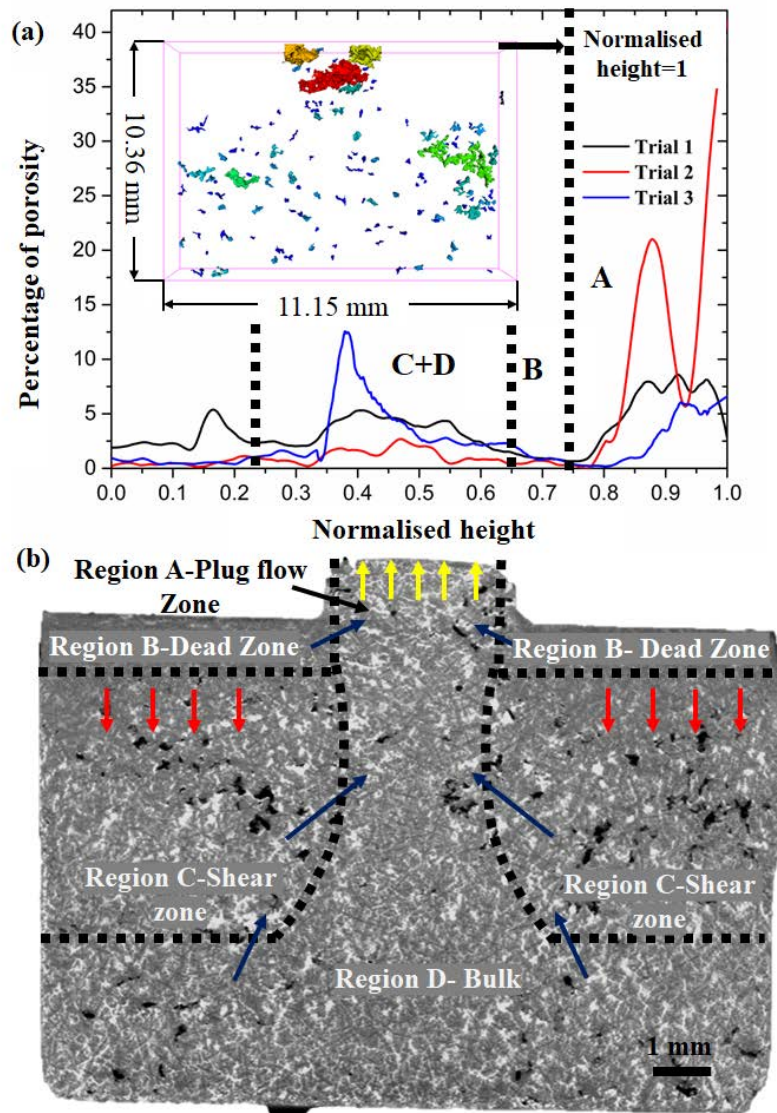 (a)
Percentage of porosity
40
35
30
25
20
15
10
5
0
10.36 mm
11.15 mm
Normalised
height=1
Trial 1
Trial 2
Trial 3
A
C+D
B
0.0 0.1 0.2 0.3 0.4 0.5 0.6 0.7 0.8 0.9 1.0
Normalised height
(b)
Region A-Plug flow
Zone
Region B-Dead Zone
Region B- Dead Zone
Region C-Shear
zone
Region C-Shear
zone
Region D- Bulk
1 mm